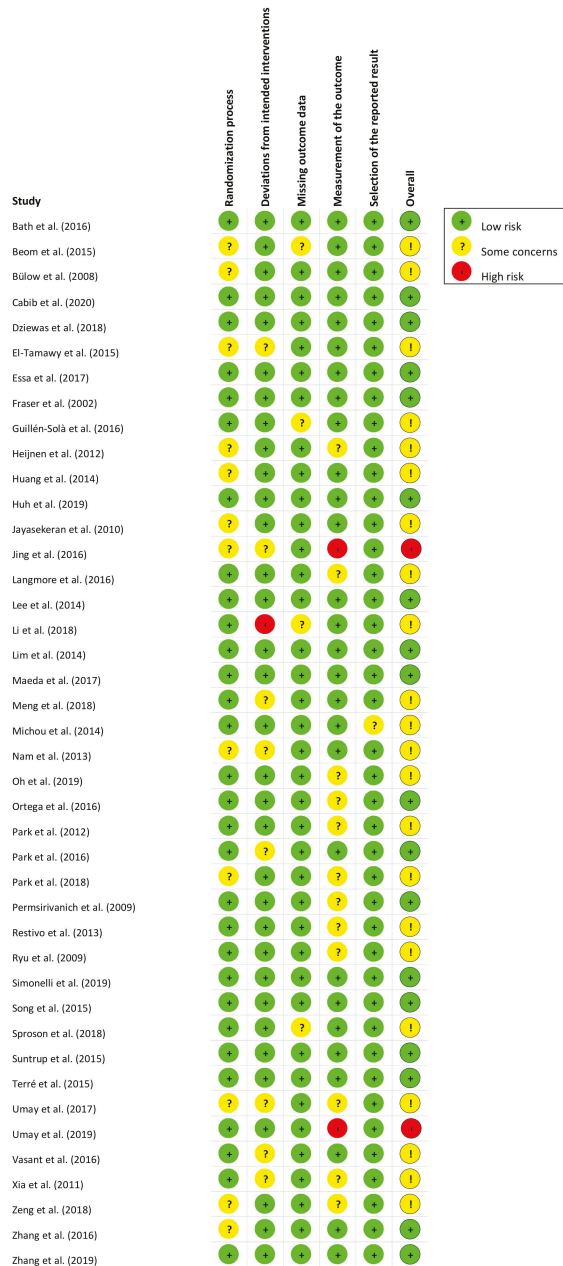 Study
Randomization process
Deviations from intended interventions
Missing outcome data
Measurement of the outcome
Selection of the reported result
Overall
Bath et al. (2016) + + + + + +
Beom et al. (2015) ? + ? + + !
Bülow et al. (2008) ? + + + + !
Cabib et al. (2020) + + + + + +
Dziewas et al. (2018) + + + + + +
El-Tamawy et al. (2015) ? ? + + + !
Essa et al. (2017) + + + + + +
Fraser et al. (2002) + + + + + +
Guillén-Solà et al. (2016) + + ? + + !
Heijnen et al. (2012) ? + + ? + !
Huang et al. (2014) ? + + + + !
Huh et al. (2019) + + + + + +
Jayasekeran et al. (2010) ? + + + + !
Jing et al. (2016) ? ? + +
Langmore et al. (2016) + + + ? + !
Lee et al. (2014) + + + + + +
Li et al. (2018) + ? + + !
Lim et al. (2014) + + + + + +
Maeda et al. (2017) + + + + + +
Meng et al. (2018) + ? + + + !
Michou et al. (2014) + + + + ? !
Nam et al. (2013) ? ? + + + !
Oh et al. (2019) + + + ? + !
Ortega et al. (2016) + + + ? + +
Park et al. (2012) + + + ? + !
Park et al. (2016) + ? + + + +
Park et al. (2018) ? + + ? + !
Permsirivanich et al. (2009) + + + ? + +
Restivo et al. (2013) + + + ? + !
Ryu et al. (2009) + + + ? + !
Simonelli et al. (2019) + + + + + +
Song et al. (2015) + + + + + +
Sproson et al. (2018) + + ? + + !
Suntrup et al. (2015) + + + + + +
Terré et al. (2015) + + + + + +
Umay et al. (2017) ? ? + ? + !
Umay et al. (2019) + + + +
Vasant et al. (2016) + ? + + + !
Xia et al. (2011) + ? + ? + !
Zeng et al. (2018) ? + + ? + !
Zhang et al. (2016) ? + + + + +
Zhang et al. (2019) + + + + + +
+ Low risk
? Some concerns
High risk